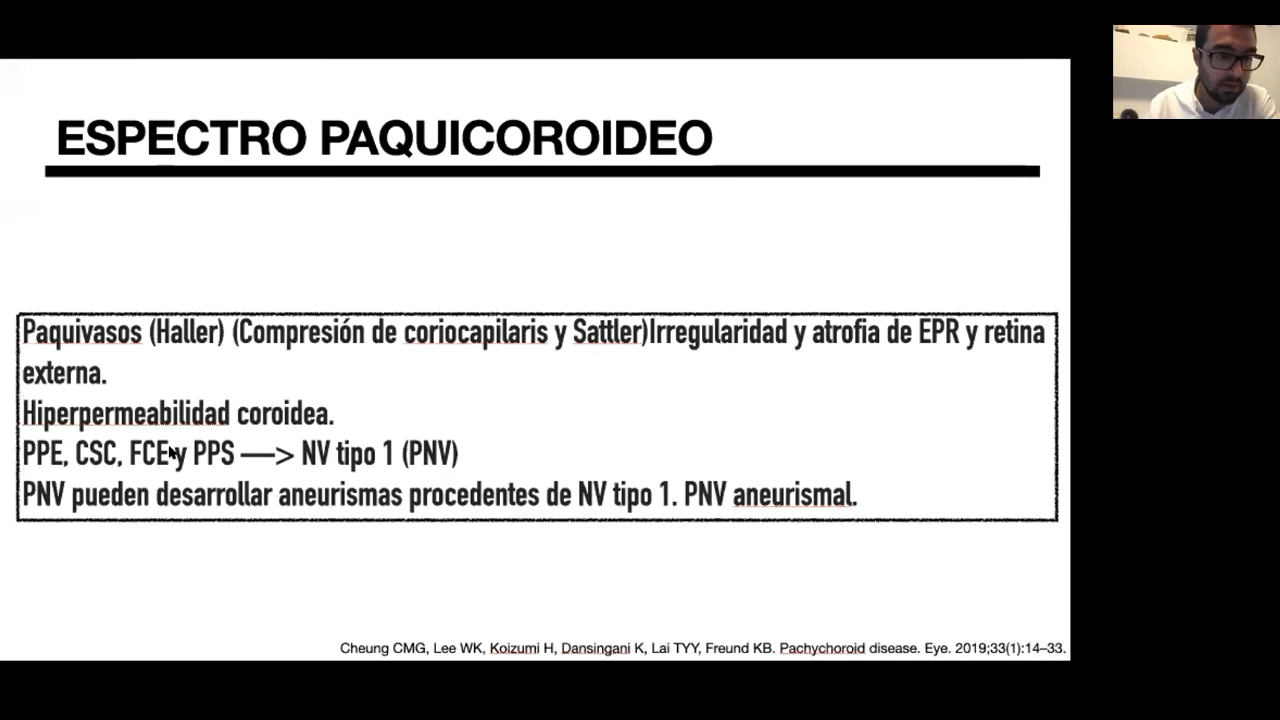 ESPECTRO PAQUICOROIDEO
Paquivasos (Haller) (Compresión de coriocapilaris y Sattler)Irregularidad y atrofia de EPR y retina
externa.
Hiperpermeabilidad coroidea.
PPE, CSC, FCE y PPS —–> NV tipo 1 (PNV)
PNV pueden desarrollar aneurismas procedentes de NV tipo 1. PNV aneurismal.
Cheung CMG, Lee WK, Koizumi H, Dansingani K, Lai TYY, Freund KB. Pachychoroid disease. Eye. 2019;33(1):14–33.